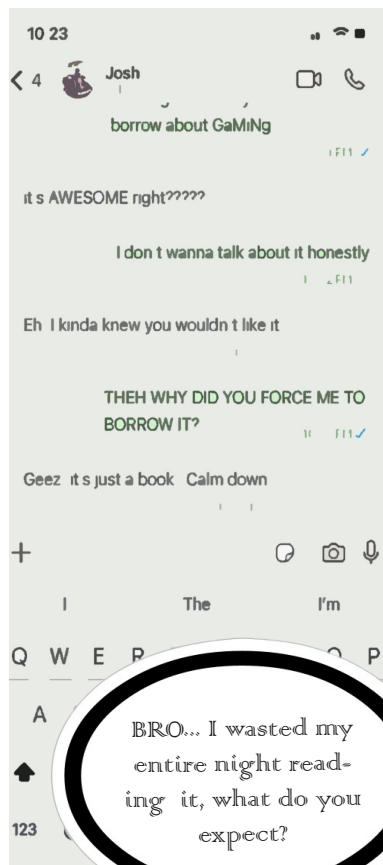 10 23
4
Josh
borrow about GaMiNg
it s AWESOME right?????
I don t wanna talk about it honestly
Eh I kinda knew you wouldn t like it
THEH WHY DID YOU FORCE ME TO
BORROW IT?
Geez it s just a book Calm down
I The I'm
Q W E R O P
A
123
BRO... I wasted my
entire night read-
ing it, what do you
expect?